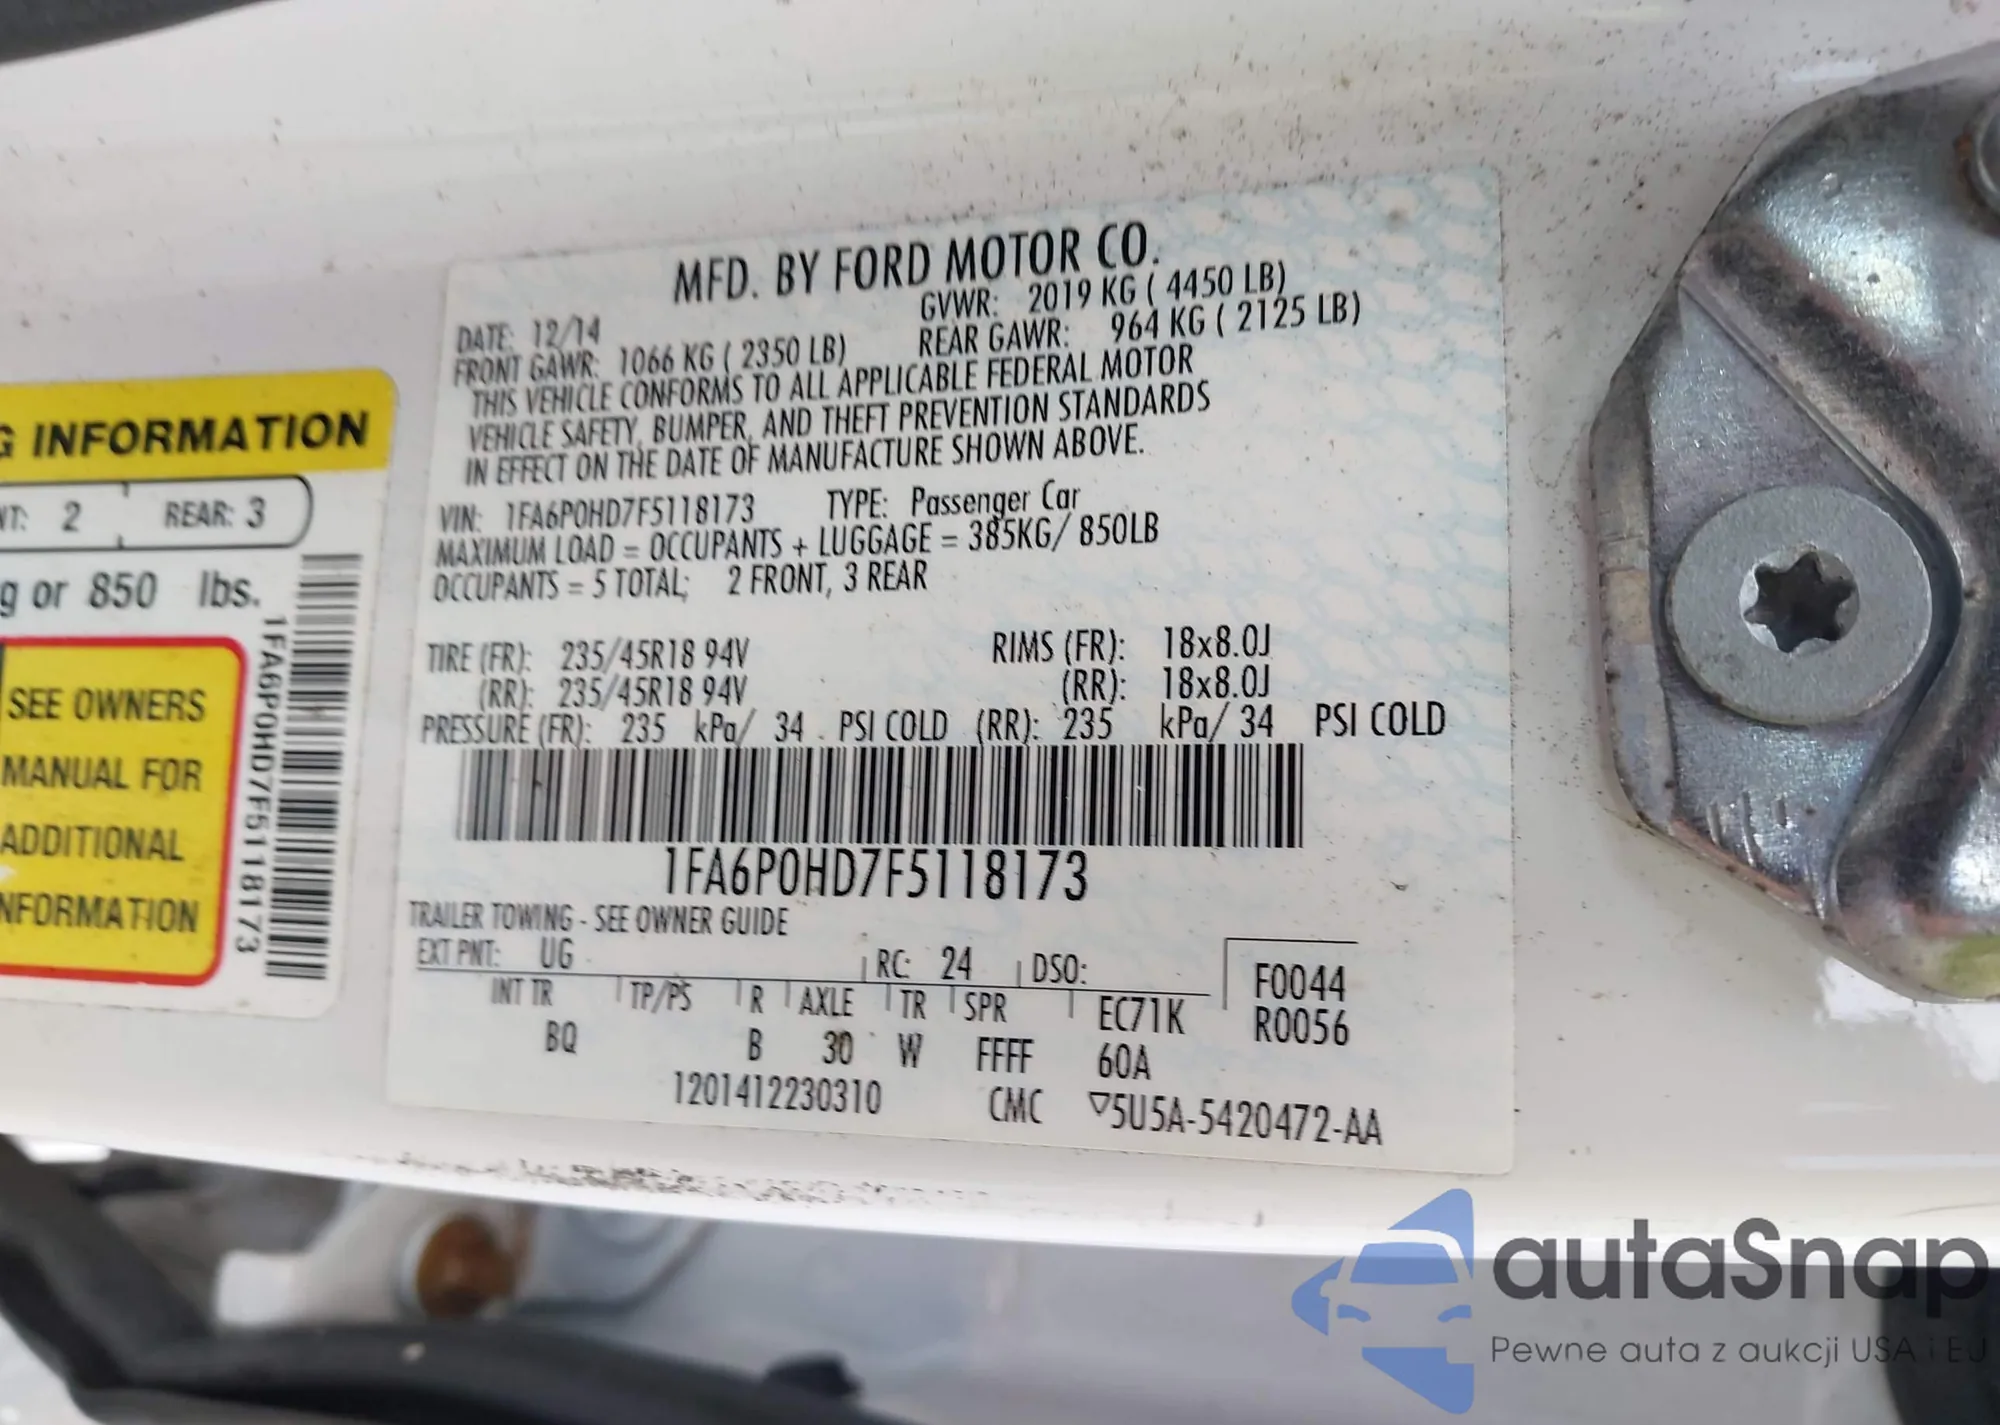 MFD. BY FORD MOTOR CO.
DATE: 12/14 GVWR: 2019 KG ( 4450 LB)
FRONT GAWR: 1066 KG ( 2350 LB) REAR GAWR: 964 KG ( 2125 LB)
THIS VEHICLE CONFORMS TO ALL APPLICABLE FEDERAL MOTOR
VEHICLE SAFETY, BUMPER, AND THEFT PREVENTION STANDARDS
IN EFFECT ON THE DATE OF MANUFACTURE SHOWN ABOVE.
VIN: 1FA6P0HD7F5118173 TYPE: Passenger Car
MAXIMUM LOAD = OCCUPANTS + LUGGAGE = 385KG/ 850LB
OCCUPANTS = 5 TOTAL; 2 FRONT, 3 REAR
TIRE (FR): 235/45R18 94V RIMS (FR): 18x8.0J
(RR): 235/45R18 94V (RR): 18x8.0J
PRESSURE (FR): 235 kPa/ 34 PSI COLD (RR): 235 kPa/ 34 PSI COLD
1FA6P0HD7F5118173
TRAILER TOWING - SEE OWNER GUIDE
EXT PNT: UG RC: 24 DSO: F0044
INT TR TP/PS R AXLE TR SPR EC71K R0056
BQ B 30 W FFFF 60A
1201412230310 CMC ▽5U5A-5420472-AA
G INFORMATION
NT: 2 REAR: 3
g or 850 lbs.
SEE OWNERS
MANUAL FOR
ADDITIONAL
INFORMATION
1FA6P0HD7F5118173
autaSnap
Pewne auta z aukcji USA i EU